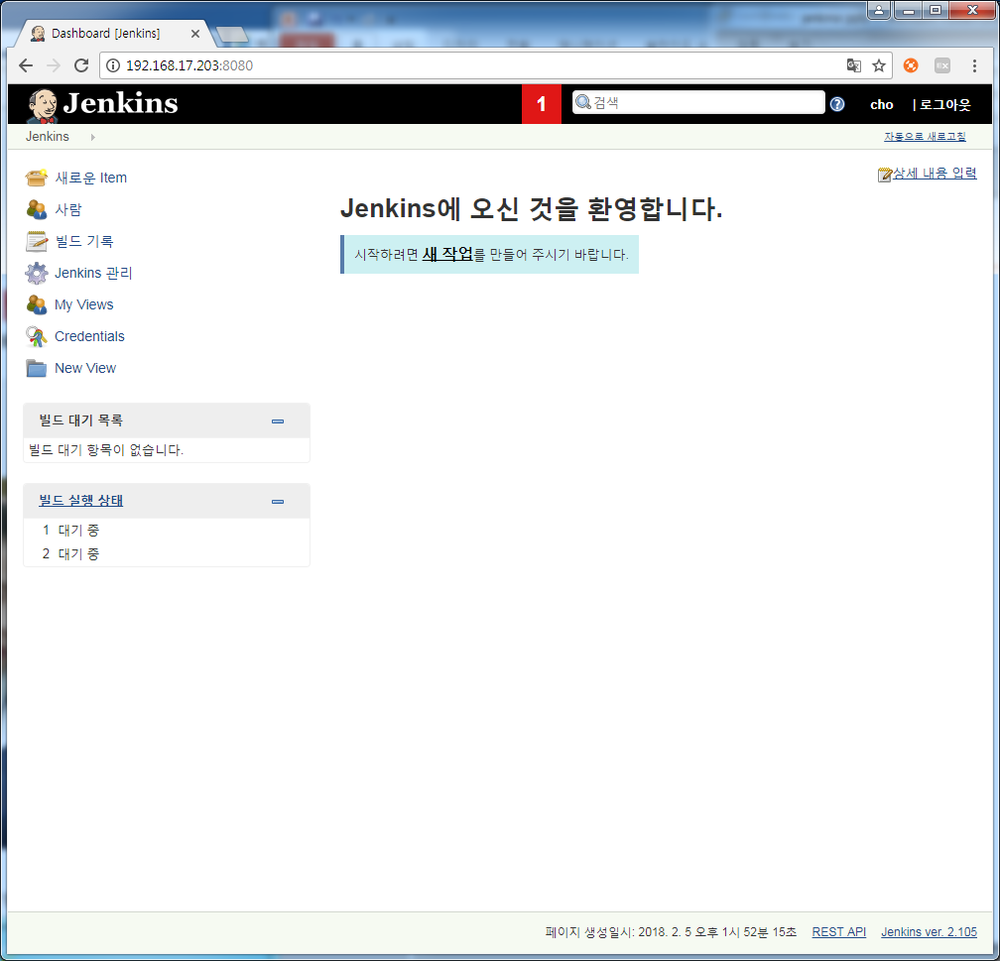 Dashboard [Jenkins]
192.168.17.203:8080
Jenkins 1 검색 cho | 로그아웃
Jenkins 자동으로 새로고침
새로운 Item
사람
빌드 기록
Jenkins 관리
My Views
Credentials
New View
빌드 대기 목록
빌드 대기 항목이 없습니다.
빌드 실행 상태
1 대기 중
2 대기 중
상세 내용 입력
Jenkins에 오신 것을 환영합니다.
시작하려면 새 작업를 만들어 주시기 바랍니다.
페이지 생성일시: 2018. 2. 5 오후 1시 52분 15초 REST API Jenkins ver. 2.105